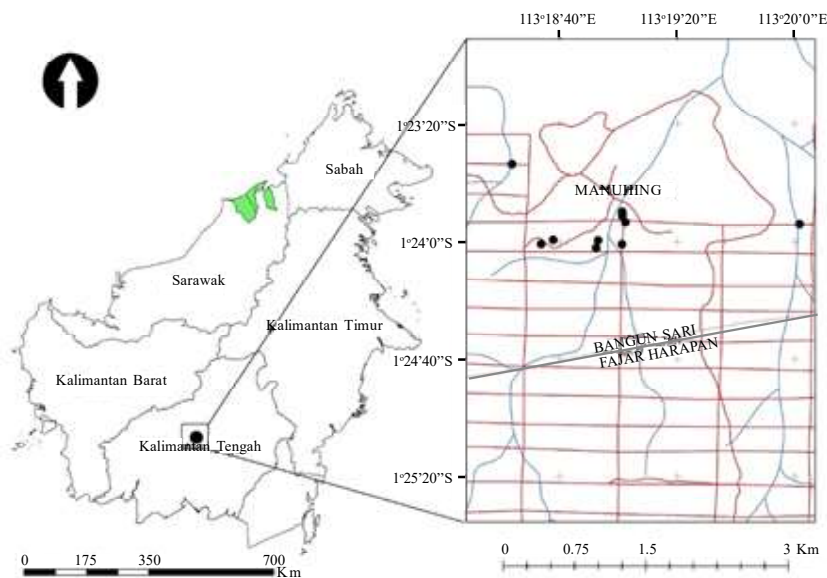 113°18'40''E 113°19'20''E 113°20'0''E
1°23'20''S
Sabah
MANUHING
1°24'0''S
Sarawak
Kalimantan Timur
BANGUN SARI
FAJAR HARAPAN
1°24'40''S
Kalimantan Barat
Kalimantan Tengah
1°25'20''S
0 175 350 700
Km
0 0.75 1.5 3 Km